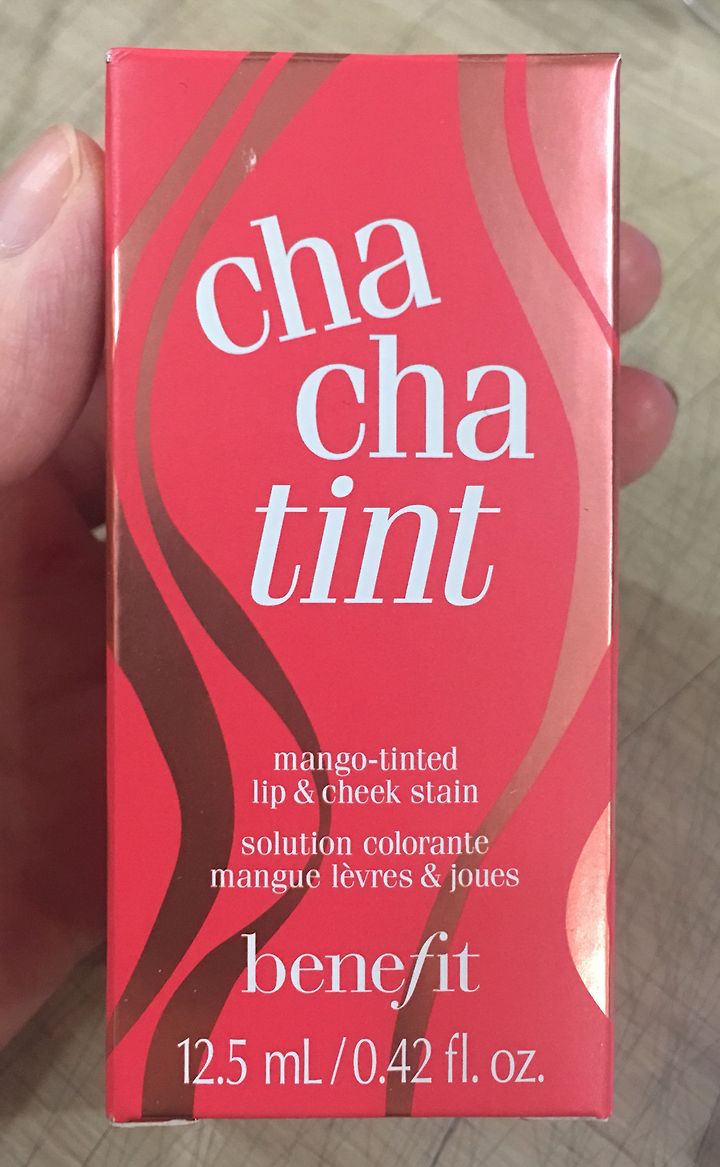 cha
cha
tint
mango-tinted
lip & cheek stain
solution colorante
mangue lèvres & joues
benefit
12.5 mL/0.42 fl. oz.